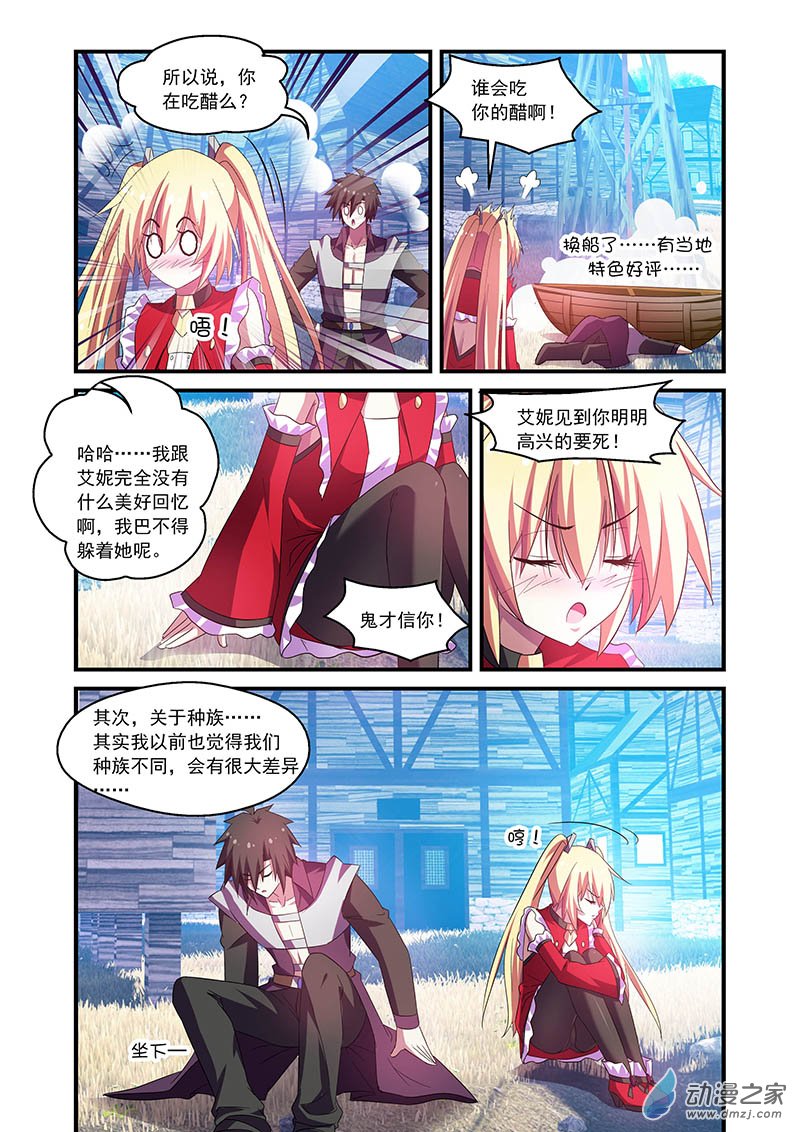 所以说，你
在吃醋么？
唔！
谁会吃
你的醋啊！
换船了……有当地
特色好评……
哈哈……我跟
艾妮完全没有
什么美好回忆
啊，我巴不得
躲着她呢。
鬼才信你！
艾妮见到你明明
高兴的要死！
其次，关于种族……
其实我以前也觉得我们
种族不同，会有很大差异
……
哼！
坐下—
动漫之家
www.dmzj.com